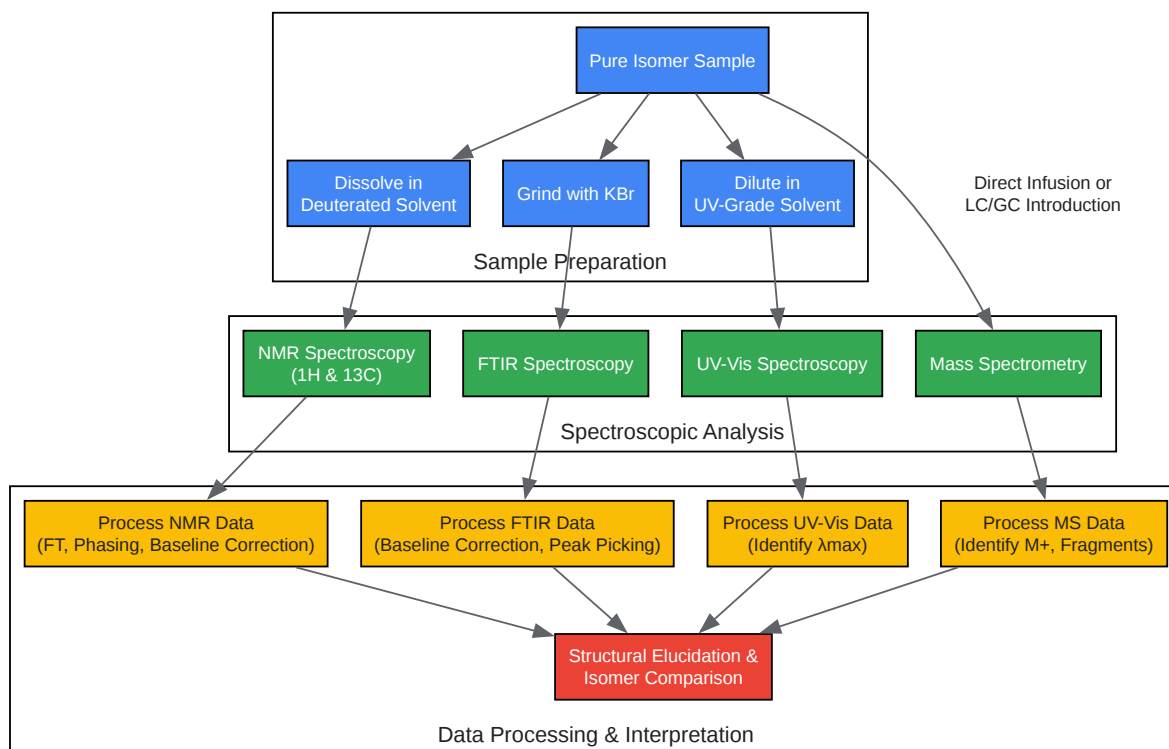 Pure Isomer Sample
Dissolve in
Deuterated Solvent
Grind with KBr
Dilute in
UV-Grade Solvent
Direct Infusion or
LC/GC Introduction
Sample Preparation
NMR Spectroscopy
(1H & 13C)
FTIR Spectroscopy
UV-Vis Spectroscopy
Mass Spectrometry
Spectroscopic Analysis
Process NMR Data
(FT, Phasing, Baseline Correction)
Process FTIR Data
(Baseline Correction, Peak Picking)
Process UV-Vis Data
(Identify λmax)
Process MS Data
(Identify M+, Fragments)
Structural Elucidation &
Isomer Comparison
Data Processing & Interpretation